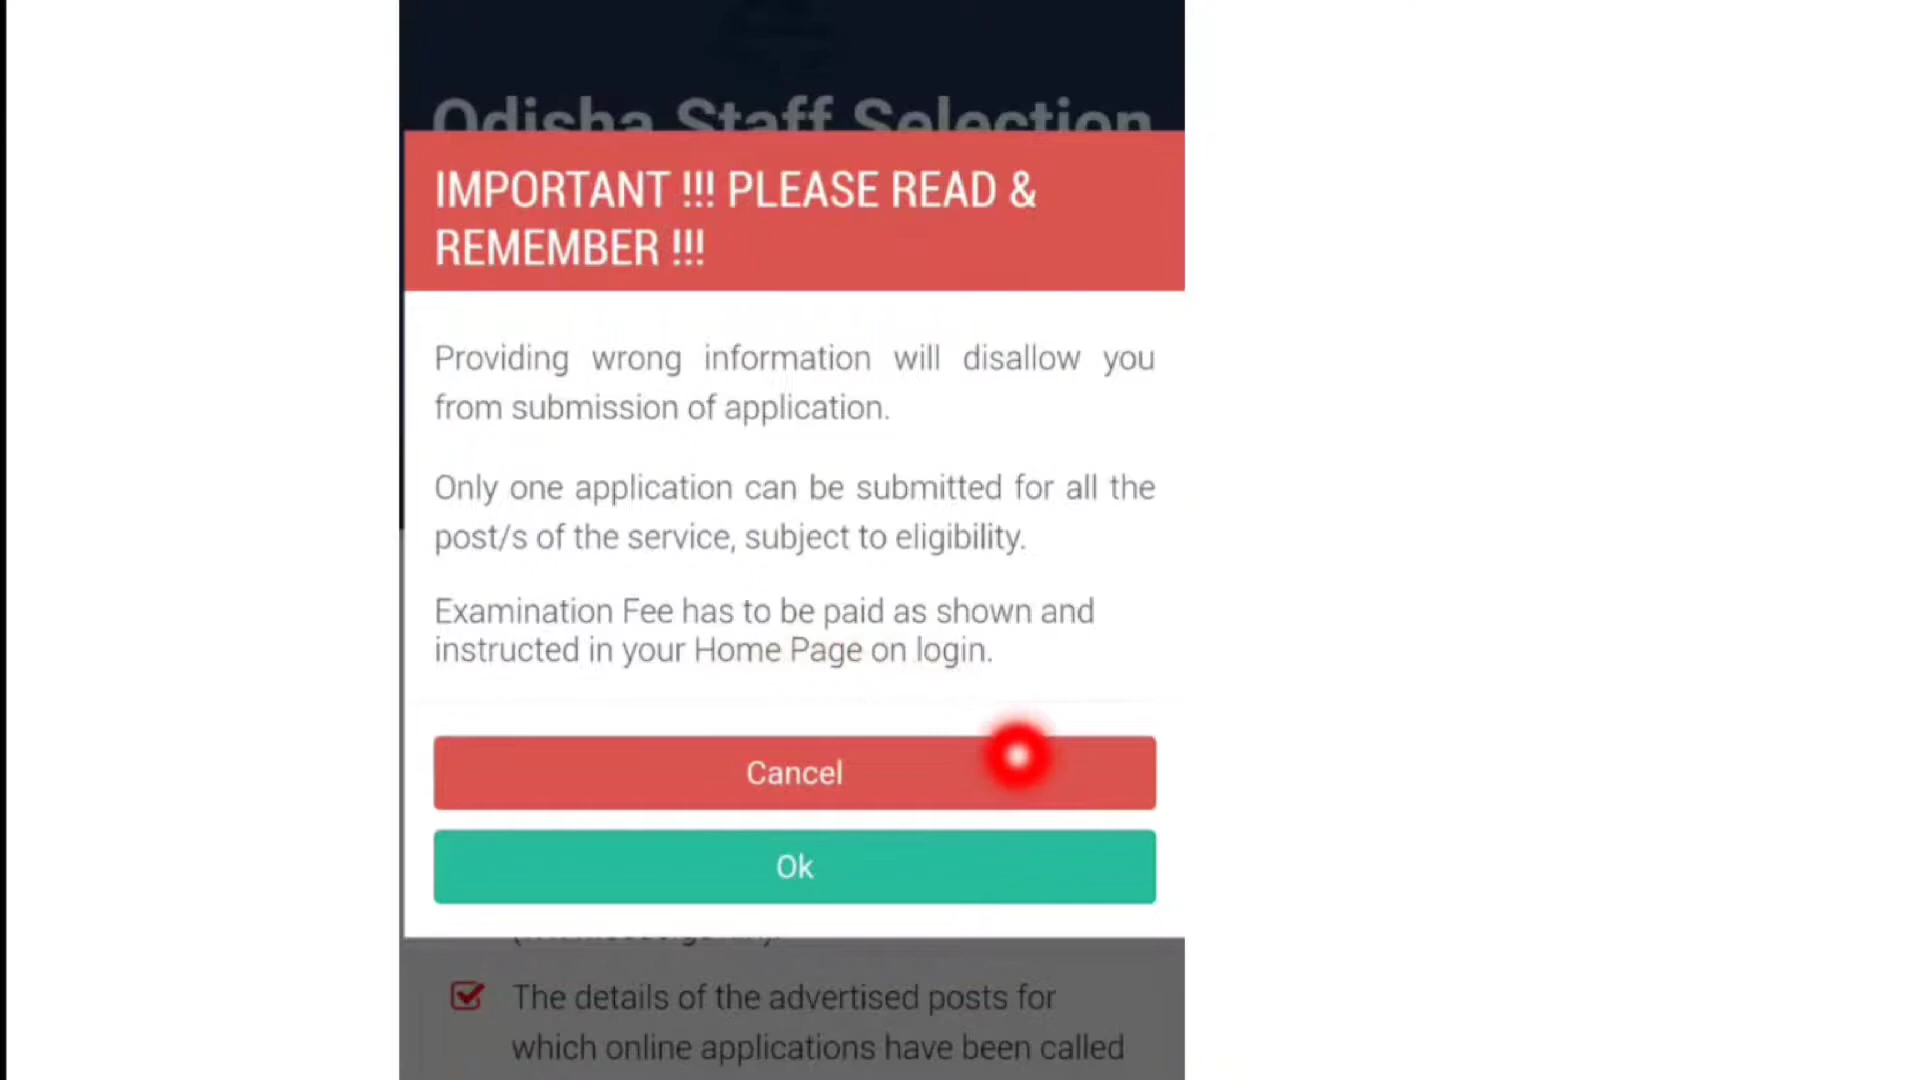 Odisha Staff Selection
IMPORTANT !!! PLEASE READ &
REMEMBER !!!
Providing wrong information will disallow you
from submission of application.
Only one application can be submitted for all the
post/s of the service, subject to eligibility.
Examination Fee has to be paid as shown and
instructed in your Home Page on login.
Cancel
Ok
The details of the advertised posts for
which online applications have been called